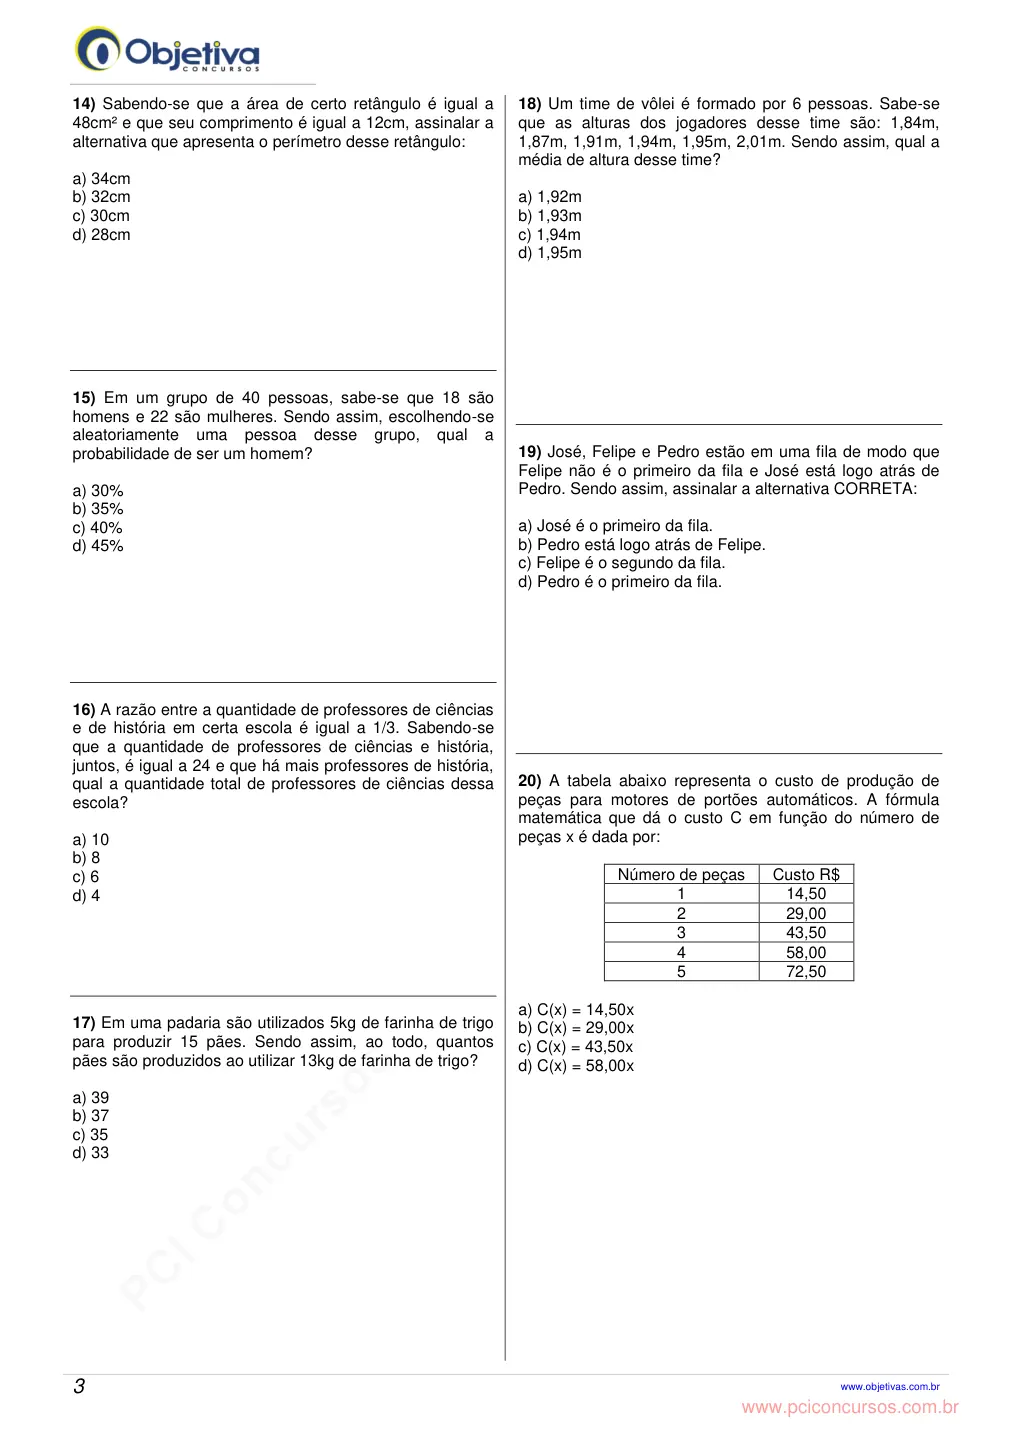 Objetiva
CONCURSOS
14) Sabendo-se que a área de certo retângulo é igual a
48cm² e que seu comprimento é igual a 12cm, assinalar a
alternativa que apresenta o perímetro desse retângulo:
a) 34cm
b) 32cm
c) 30cm
d) 28cm
15) Em um grupo de 40 pessoas, sabe-se que 18 são
homens e 22 são mulheres. Sendo assim, escolhendo-se
aleatoriamente uma pessoa desse grupo, qual a
probabilidade de ser um homem?
a) 30%
b) 35%
c) 40%
d) 45%
16) A razão entre a quantidade de professores de ciências
e de história em certa escola é igual a 1/3. Sabendo-se
que a quantidade de professores de ciências e história,
juntos, é igual a 24 e que há mais professores de história,
qual a quantidade total de professores de ciências dessa
escola?
a) 10
b) 8
c) 6
d) 4
17) Em uma padaria são utilizados 5kg de farinha de trigo
para produzir 15 pães. Sendo assim, ao todo, quantos
pães são produzidos ao utilizar 13kg de farinha de trigo?
a) 39
b) 37
c) 35
d) 33
18) Um time de vôlei é formado por 6 pessoas. Sabe-se
que as alturas dos jogadores desse time são: 1,84m,
1,87m, 1,91m, 1,94m, 1,95m, 2,01m. Sendo assim, qual a
média de altura desse time?
a) 1,92m
b) 1,93m
c) 1,94m
d) 1,95m
19) José, Felipe e Pedro estão em uma fila de modo que
Felipe não é o primeiro da fila e José está logo atrás de
Pedro. Sendo assim, assinalar a alternativa CORRETA:
a) José é o primeiro da fila.
b) Pedro está logo atrás de Felipe.
c) Felipe é o segundo da fila.
d) Pedro é o primeiro da fila.
20) A tabela abaixo representa o custo de produção de
peças para motores de portões automáticos. A fórmula
matemática que dá o custo C em função do número de
peças x é dada por:
Número de peças Custo R$
1 14,50
2 29,00
3 43,50
4 58,00
5 72,50
a) C(x) = 14,50x
b) C(x) = 29,00x
c) C(x) = 43,50x
d) C(x) = 58,00x
PCI Concursos
3
www.objetivas.com.br
www.pciconcursos.com.br